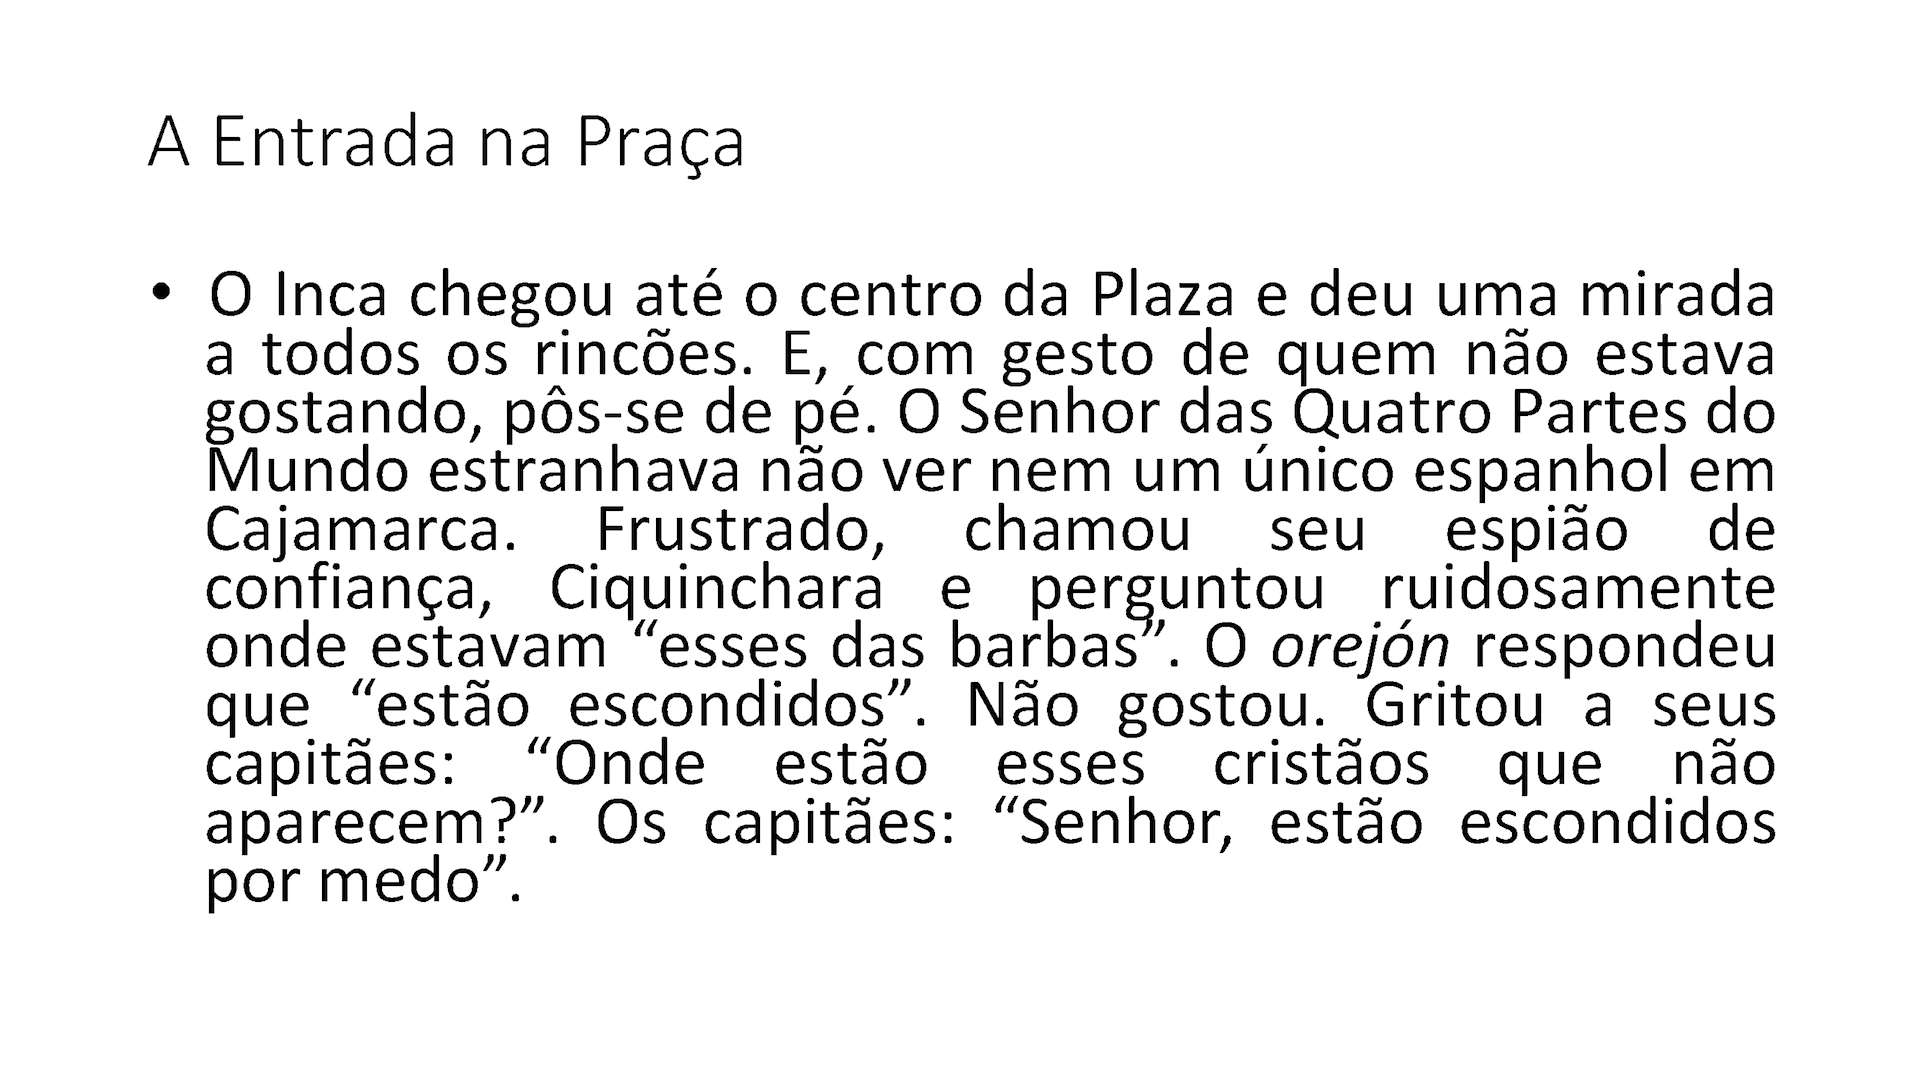 A Entrada na Praça
• O Inca chegou até o centro da Plaza e deu uma mirada
a todos os rincões. E, com gesto de quem não estava
gostando, pôs-se de pé. O Senhor das Quatro Partes do
Mundo estranhava não ver nem um único espanhol em
Cajamarca. Frustrado, chamou seu espião de
confiança, Ciquinchara e perguntou ruidosamente
onde estavam “esses das barbas”. O orejón respondeu
que “estão escondidos”. Não gostou. Gritou a seus
capitães: “Onde estão esses cristãos que não
aparecem?”. Os capitães: “Senhor, estão escondidos
por medo”.